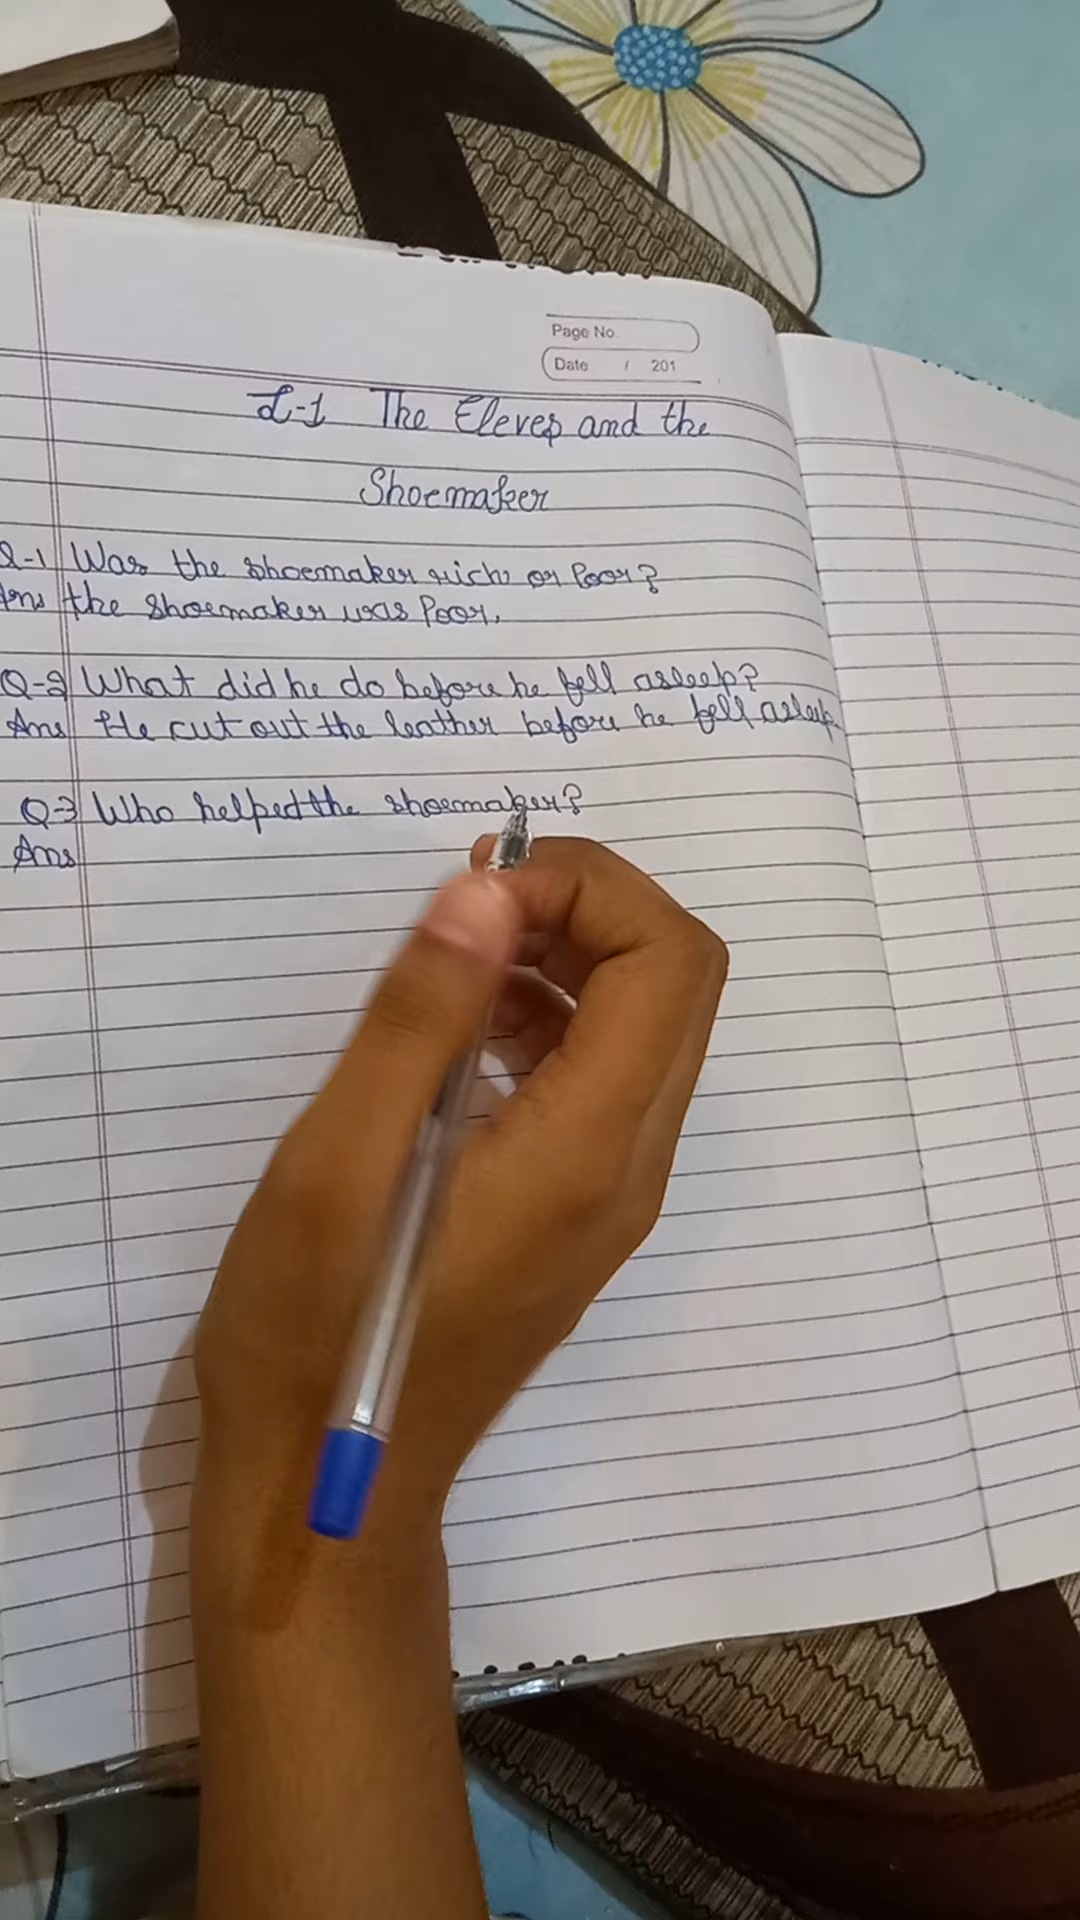 Page No.
Date / 201
L-1 The Eleves and the
Shoemaker
Q-1 Was the shoemaker rich or Poor?
Ans the shoemaker was Poor.
Q-2 What did he do before he fell asleep?
Ans He cut out the leather before he fell asleep.
Q-3 Who helped the shoemaker?
Ans